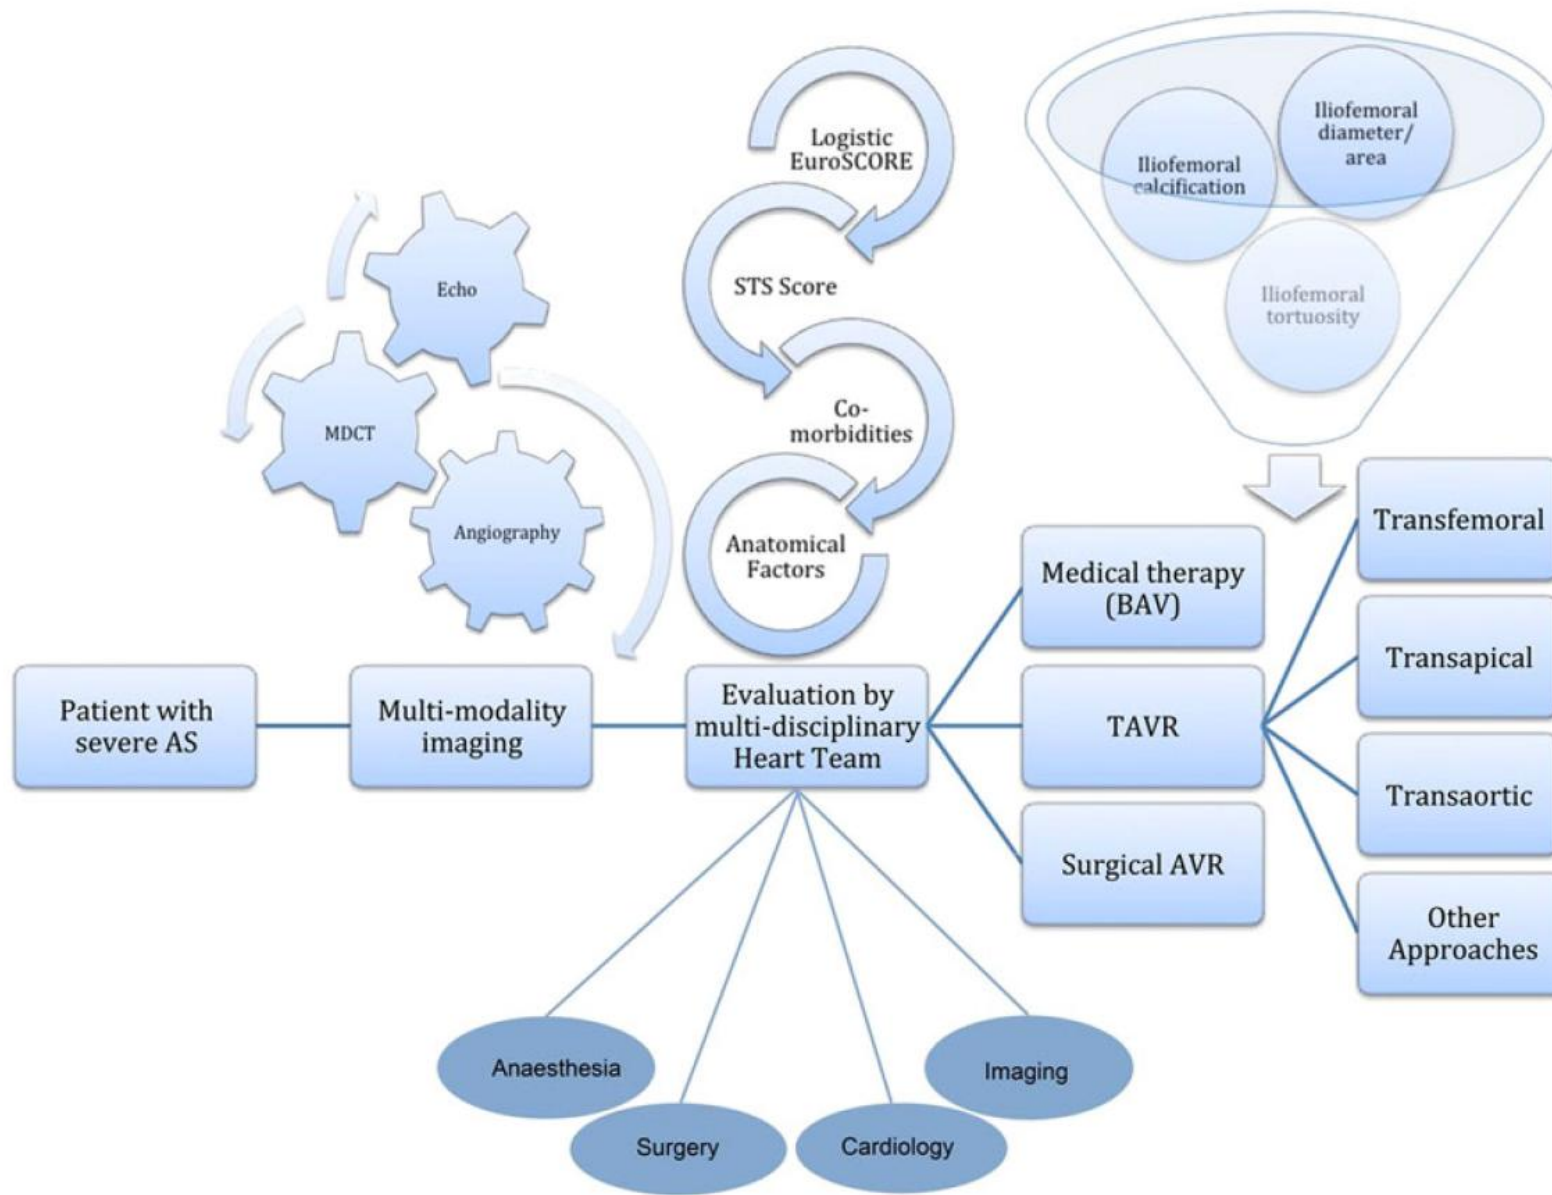 Logistic
EuroSCORE
STS Score
Co-
morbidities
Anatomical
Factors
Echo
MDCT
Angiography
Iliofemoral
diameter/
area
Iliofemoral
calcification
Iliofemoral
tortuosity
Patient with
severe AS
Multi-modality
imaging
Evaluation by
multi-disciplinary
Heart Team
Medical therapy
(BAV)
TAVR
Surgical AVR
Transfemoral
Transapical
Transaortic
Other
Approaches
Anaesthesia
Surgery
Cardiology
Imaging